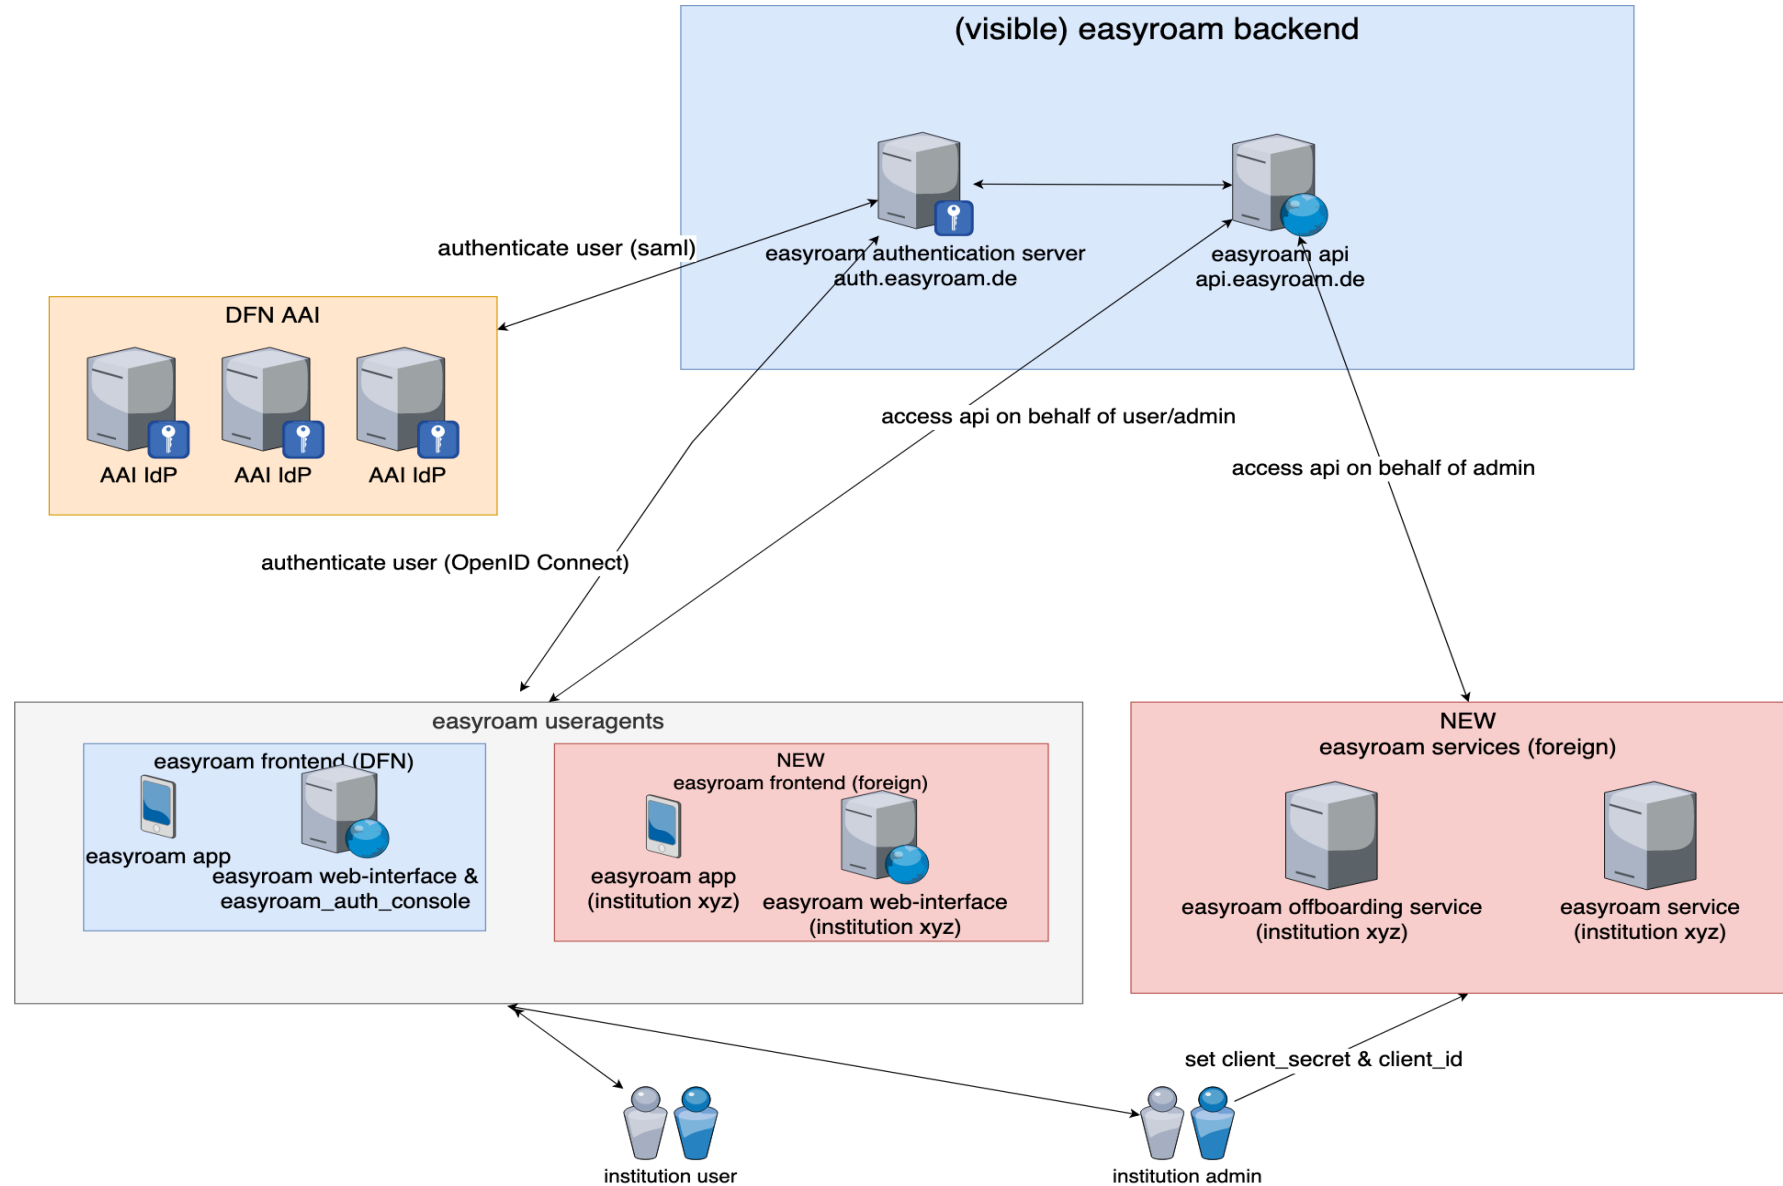 (visible) easyroam backend
easyroam authentication server
auth.easyroam.de
easyroam api
api.easyroam.de
authenticate user (saml)
DFN AAI
AAI IdP
AAI IdP
AAI IdP
access api on behalf of user/admin
access api on behalf of admin
authenticate user (OpenID Connect)
easyroam useragents
easyroam frontend (DFN)
easyroam app
easyroam web-interface &
easyroam_auth_console
NEW
easyroam frontend (foreign)
easyroam app
(institution xyz)
easyroam web-interface
(institution xyz)
NEW
easyroam services (foreign)
easyroam offboarding service
(institution xyz)
easyroam service
(institution xyz)
set client_secret & client_id
institution user
institution admin